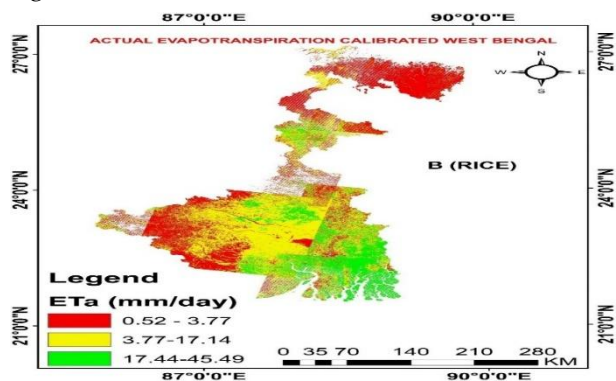 87°0'0"E 90°0'0"E
ACTUAL EVAPOTRANSPIRATION CALIBRATED WEST BENGAL
27°0'0"N 27°0'0"N
N
W E
S
B (RICE)
24°0'0"N 24°0'0"N
Legend
ETa (mm/day)
0.52 - 3.77
3.77-17.14
17.44-45.49
21°0'0"N 21°0'0"N
0 35 70 140 210 280
KM
87°0'0"E 90°0'0"E